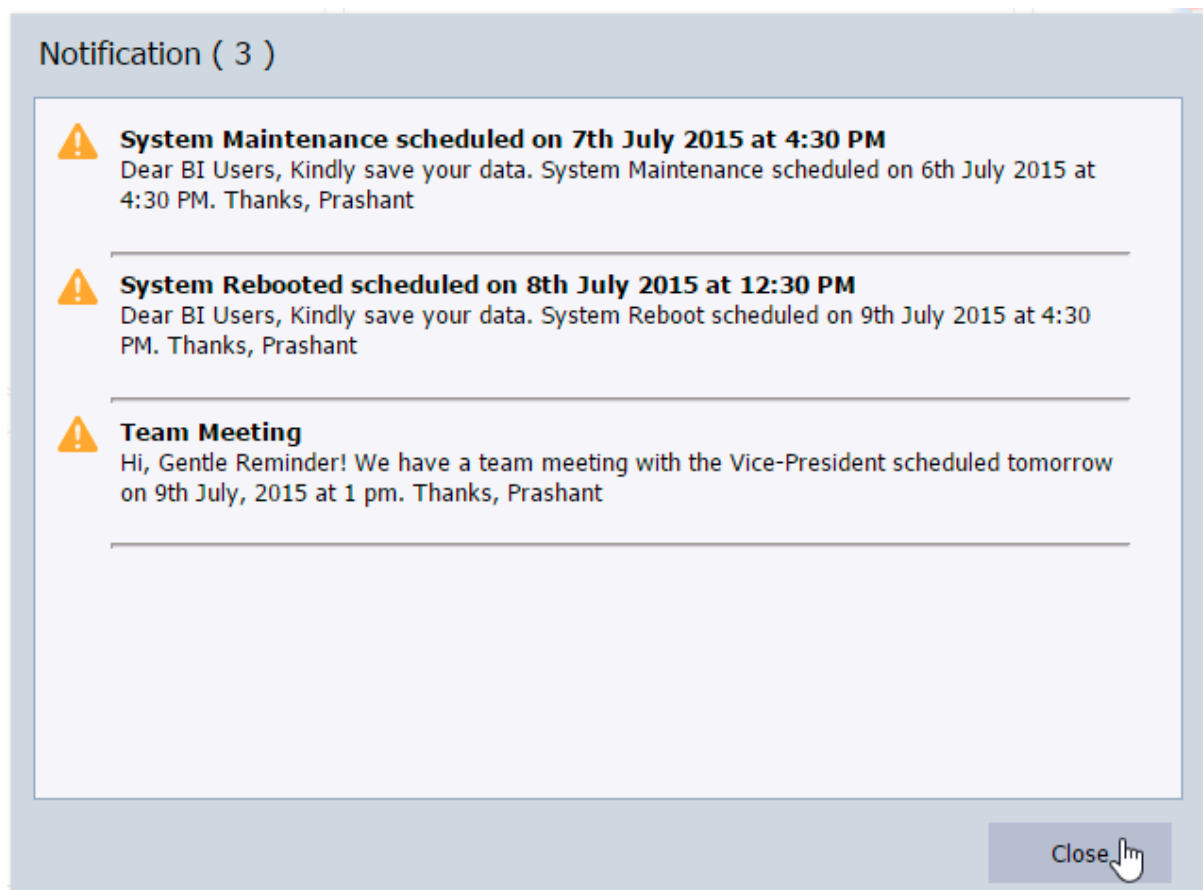 Notification ( 3 )
System Maintenance scheduled on 7th July 2015 at 4:30 PM
Dear BI Users, Kindly save your data. System Maintenance scheduled on 6th July 2015 at
4:30 PM. Thanks, Prashant
System Rebooted scheduled on 8th July 2015 at 12:30 PM
Dear BI Users, Kindly save your data. System Reboot scheduled on 9th July 2015 at 4:30
PM. Thanks, Prashant
Team Meeting
Hi, Gentle Reminder! We have a team meeting with the Vice-President scheduled tomorrow
on 9th July, 2015 at 1 pm. Thanks, Prashant
Close